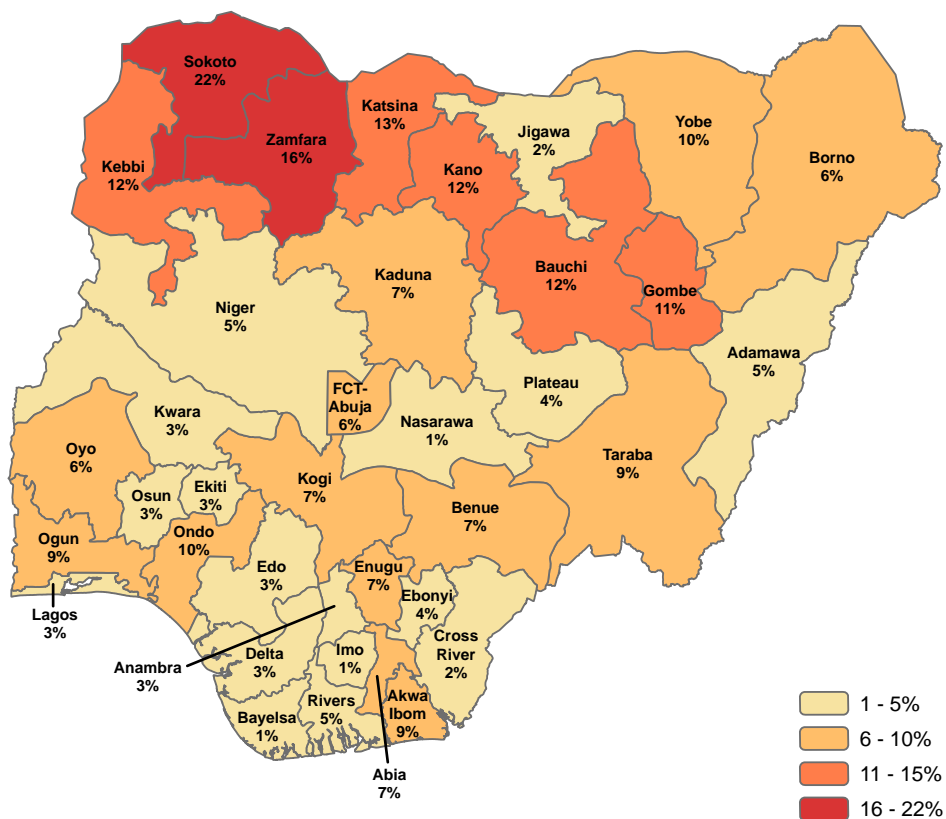 Sokoto
22%
Zamfara
16%
Katsina
13%
Kebbi
12%
Kano
12%
Jigawa
2%
Yobe
10%
Borno
6%
Bauchi
12%
Gombe
11%
Kaduna
7%
Niger
5%
Adamawa
5%
Plateau
4%
FCT-
Abuja
6%
Nasarawa
1%
Kwara
3%
Oyo
6%
Taraba
9%
Kogi
7%
Benue
7%
Osun
3%
Ekiti
3%
Ondo
10%
Ogun
9%
Lagos
3%
Edo
3%
Enugu
7%
Ebonyi
4%
Cross
River
2%
Anambra
3%
Delta
3%
Imo
1%
Bayelsa
1%
Rivers
5%
Akwa
Ibom
9%
Abia
7%
1 - 5%
6 - 10%
11 - 15%
16 - 22%